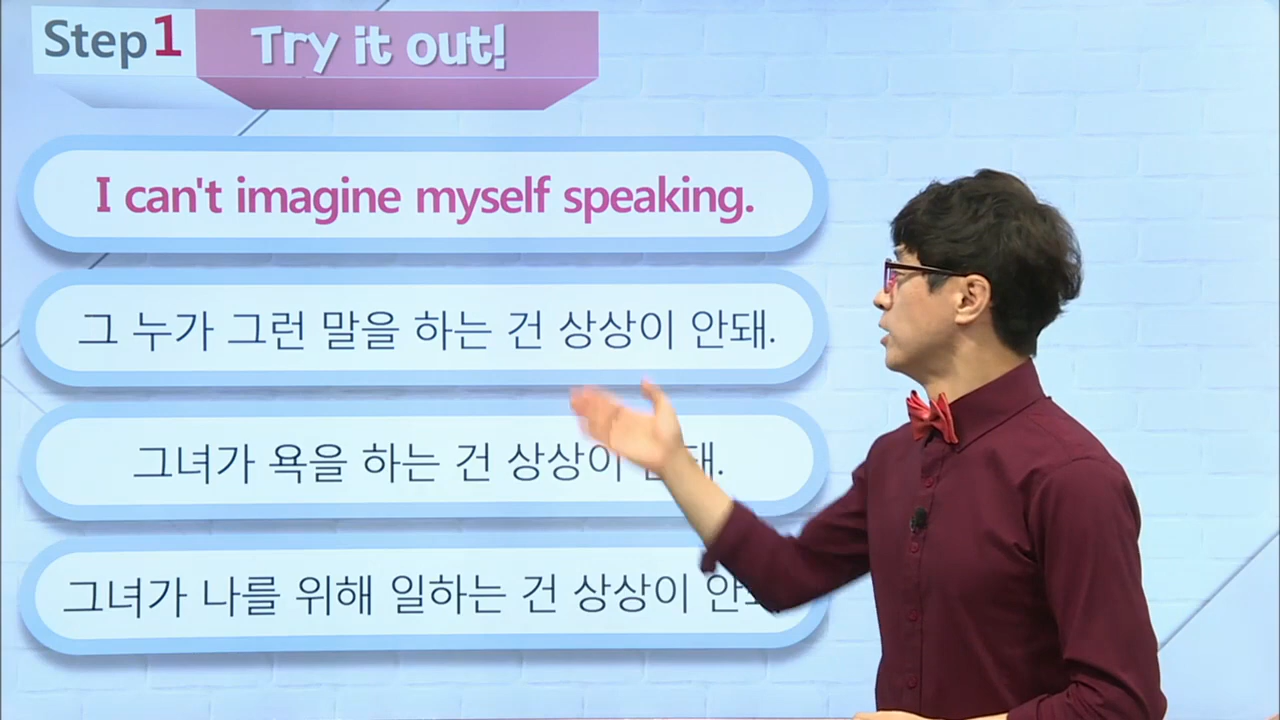 Step1
Try it out!
I can't imagine myself speaking.
그 누가 그런 말을 하는 건 상상이 안돼.
그녀가 욕을 하는 건 상상이
그녀가 나를 위해 일하는 건 상상이